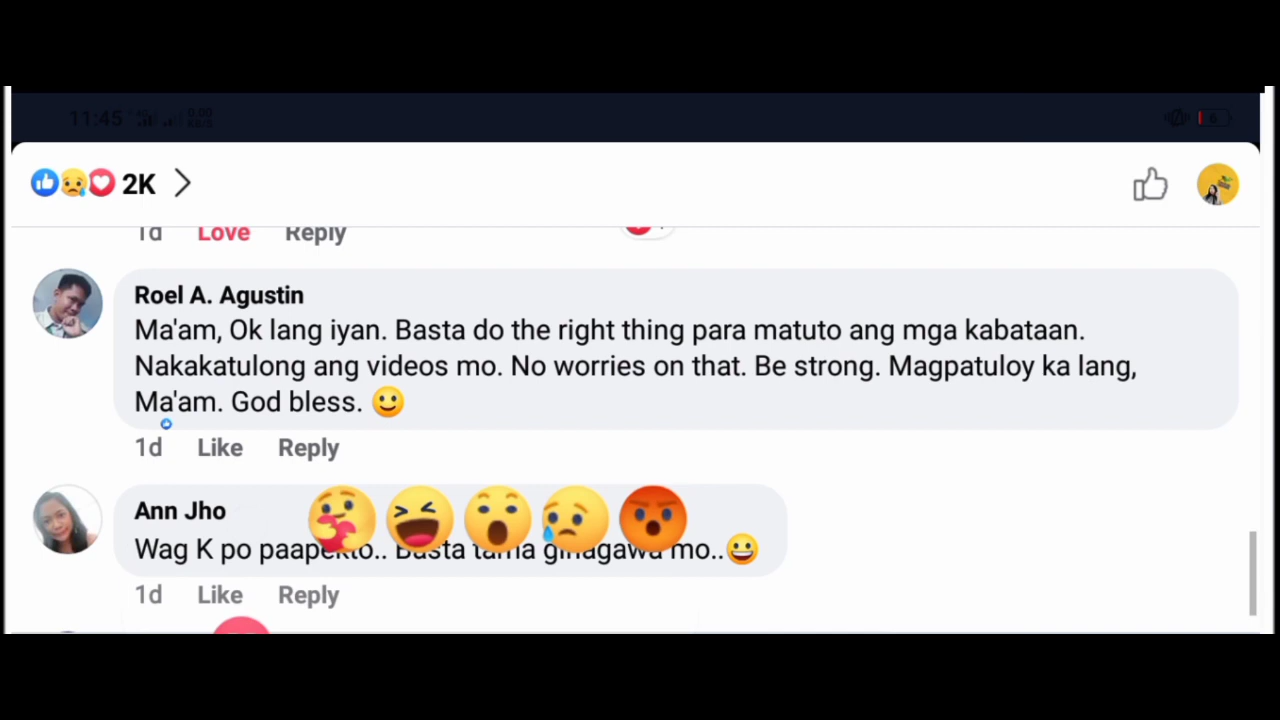 11:45
2K
1d Love Reply
Roel A. Agustin
Ma'am, Ok lang iyan. Basta do the right thing para matuto ang mga kabataan.
Nakakatulong ang videos mo. No worries on that. Be strong. Magpatuloy ka lang,
Ma'am. God bless. 🙂
1d Like Reply
Ann Jho
Wag K po paapekto.. Basta tama ginagawa mo..😀
1d Like Reply